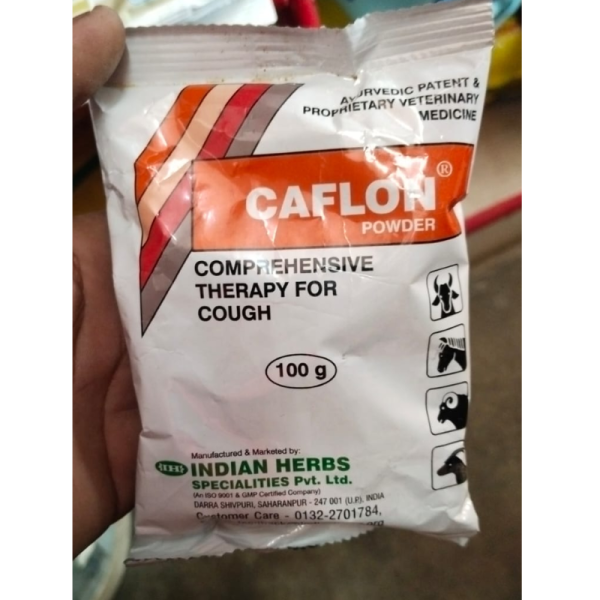 AYURVEDIC PATENT &
PROPRIETARY VETERINARY
MEDICINE
CAFLON®
POWDER
COMPREHENSIVE
THERAPY FOR
COUGH
100 g
Manufactured & Marketed by:
INDIAN HERBS
SPECIALITIES Pvt. Ltd.
(An ISO 9001 & GMP Certified Company)
DARRA SHIVPURI, SAHARANPUR - 247 001 (U.P.), INDIA
Customer Care - 0132-2701784,